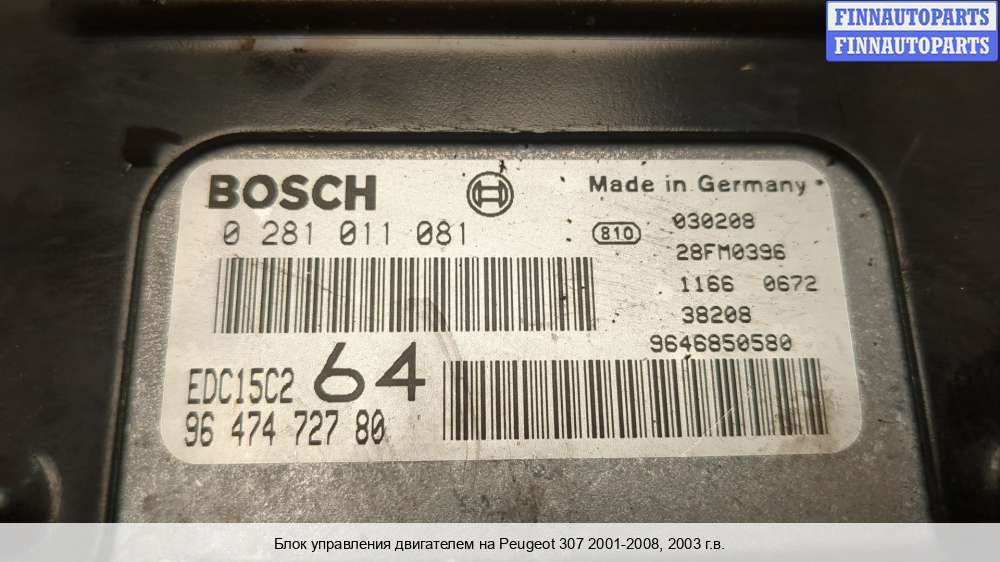 FINNAUTOPARTS
FINNAUTOPARTS
BOSCH
Made in Germany
0 281 011 081
810
030208
28FM0396
1166 0672
38208
9646850580
EDC15C2 64
96 474 727 80
Блок управления двигателем на Peugeot 307 2001-2008, 2003 г.в.